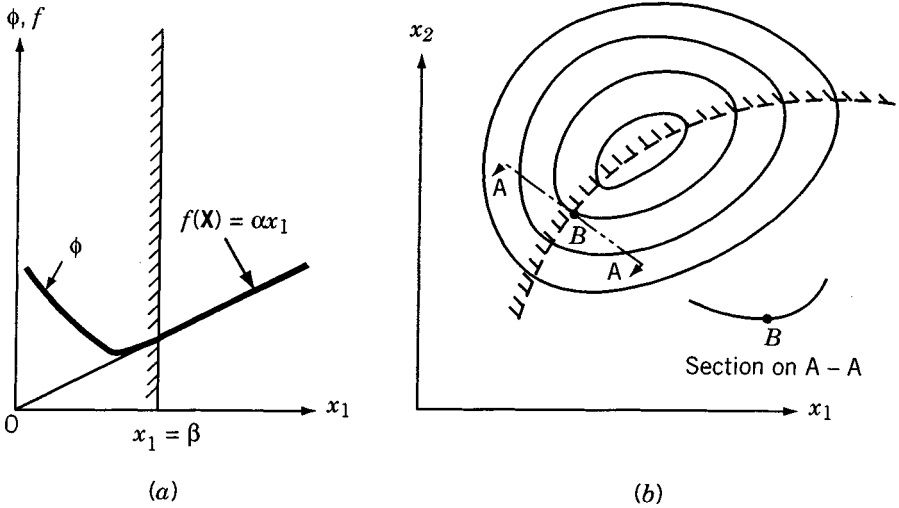 ϕ, f
ϕ
f(X) = αx₁
0
x₁
x₁ = β
(a)
x₂
A
B
A
B
Section on A – A
x₁
(b)